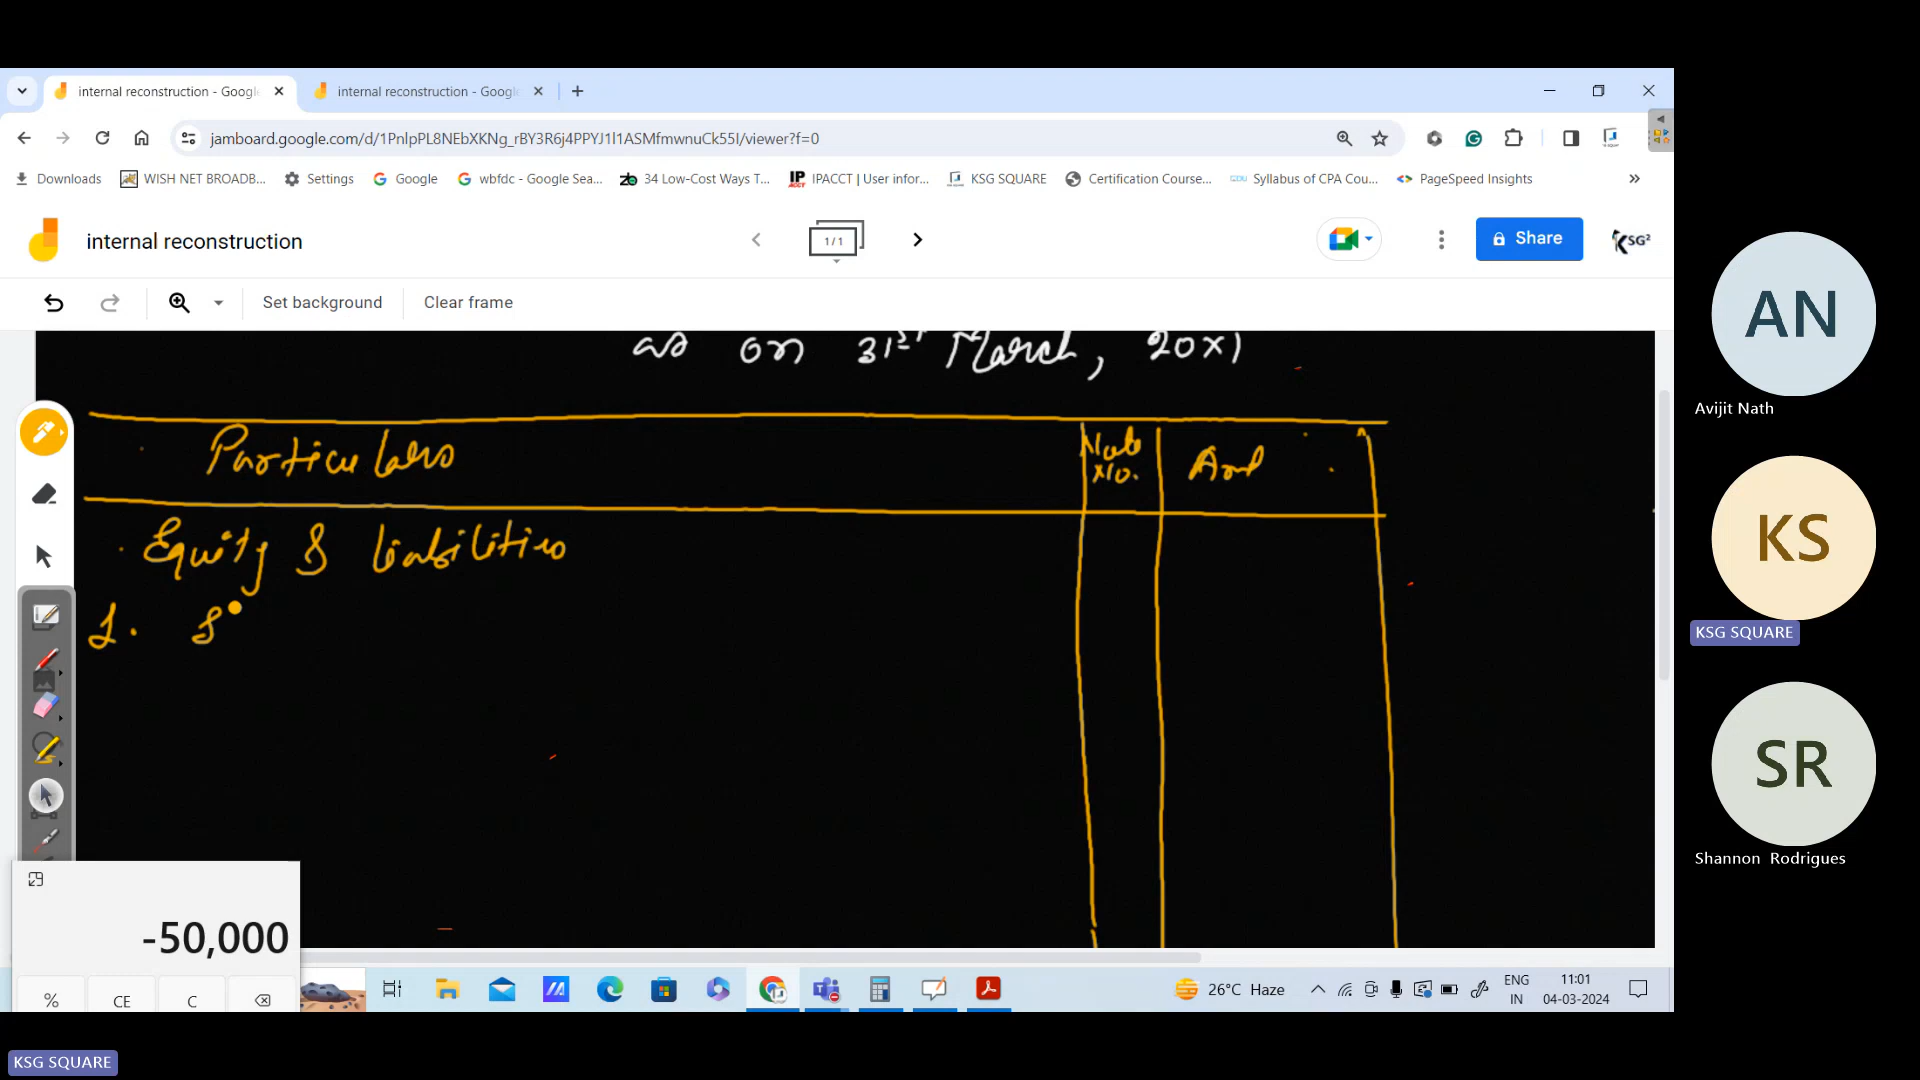 internal reconstruction - Google
internal reconstruction - Googl
jamboard.google.com/d/1PnlpPL8NEbXKNg_rBY3R6j4PPYJ1l1ASMfmwnuCk55I/viewer?f=0
Downloads
WISH NET BROADB...
Settings
Google
wbfdc - Google Sea...
34 Low-Cost Ways T...
IPACCT | User infor...
KSG SQUARE
Certification Course...
Syllabus of CPA Cou...
PageSpeed Insights
internal reconstruction
1 / 1
Share
KSG²
Set background
Clear frame
as on 31st March, 20x1
Particulars
Note No.
Amt
Equity & Liabilities
1. S
-50,000
%
CE
C
26°C Haze
ENG
IN
11:01
04-03-2024
AN
Avijit Nath
KS
KSG SQUARE
SR
Shannon Rodrigues
KSG SQUARE